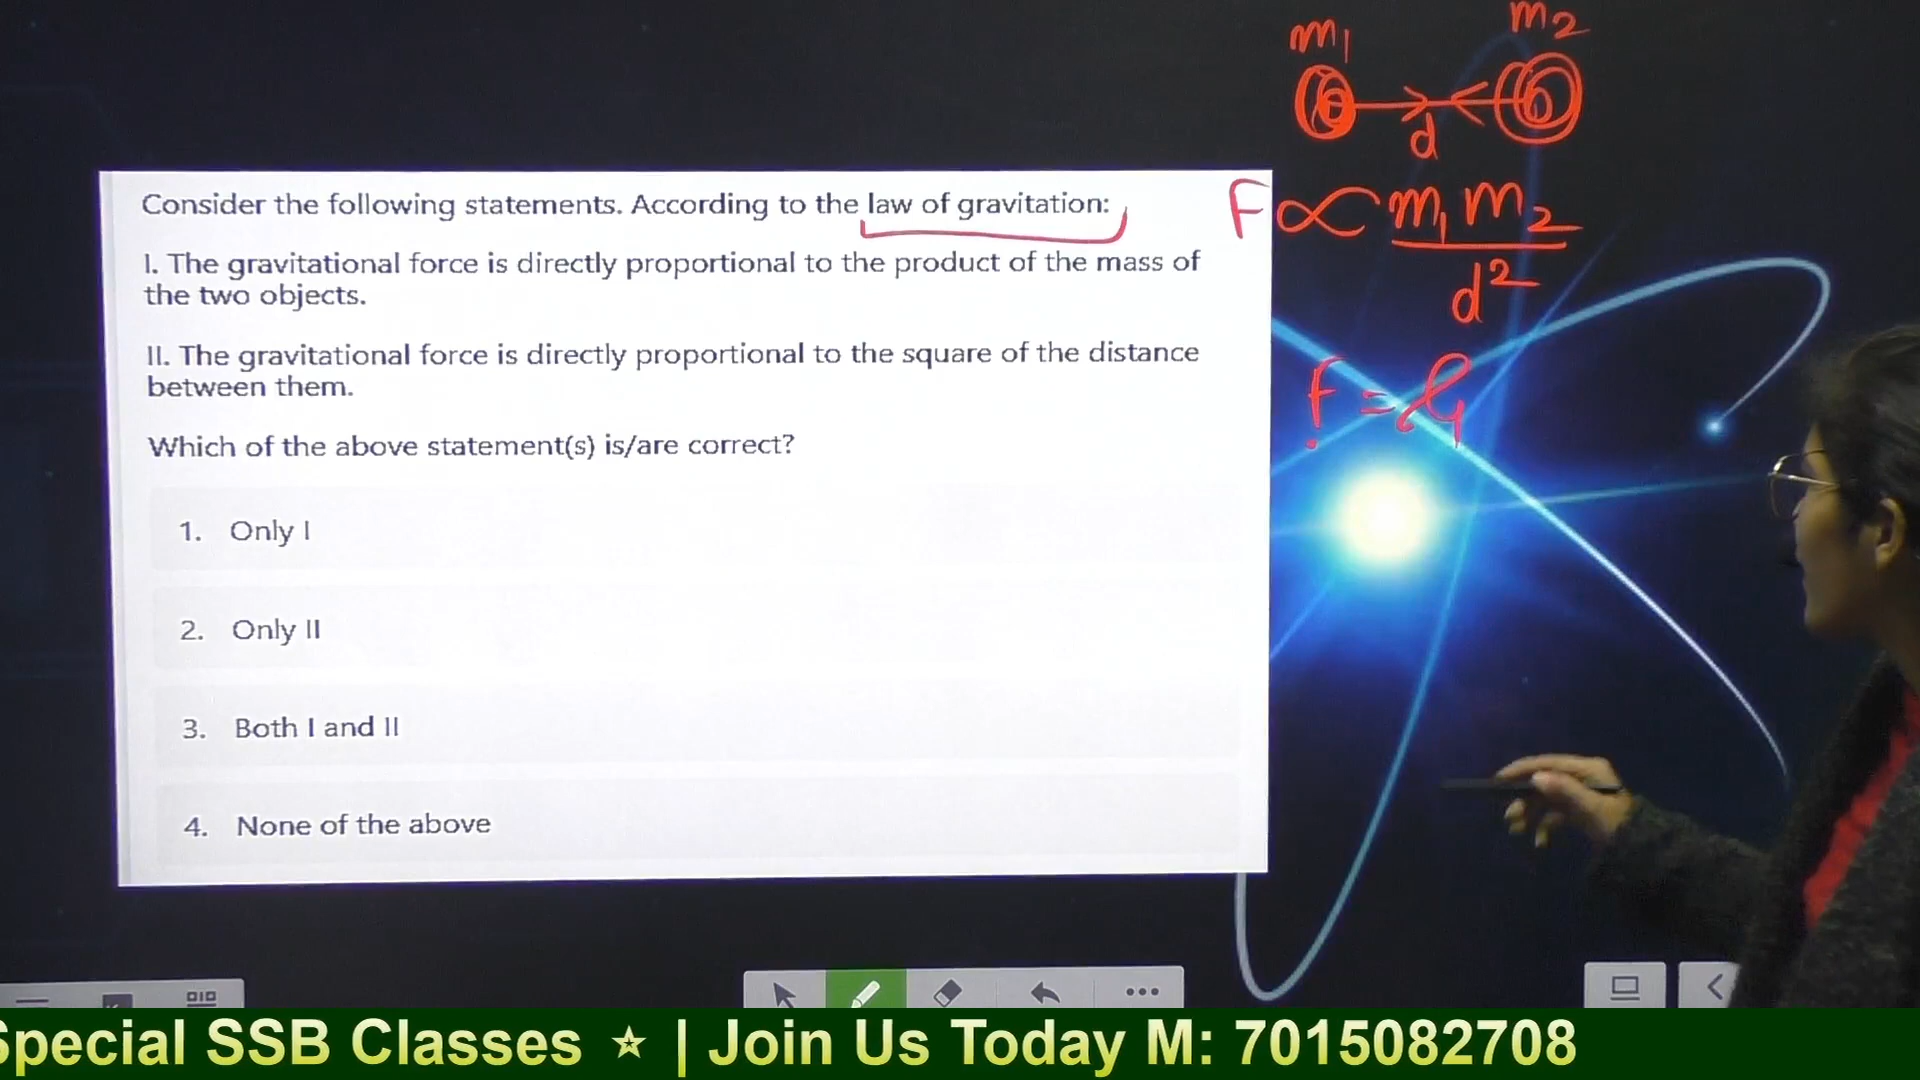 m₁ m₂
d
F ∝ m₁ m₂
d²
F = G
Consider the following statements. According to the law of gravitation:
I. The gravitational force is directly proportional to the product of the mass of
the two objects.
II. The gravitational force is directly proportional to the square of the distance
between them.
Which of the above statement(s) is/are correct?
1. Only I
2. Only II
3. Both I and II
4. None of the above
Special SSB Classes ★ | Join Us Today M: 7015082708